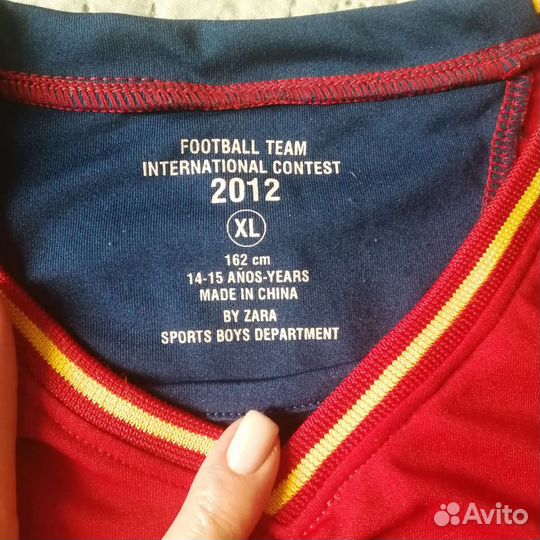 FOOTBALL TEAM
INTERNATIONAL CONTEST
2012
XL
162 cm
14-15 AÑOS-YEARS
MADE IN CHINA
BY ZARA
SPORTS BOYS DEPARTMENT
Avito